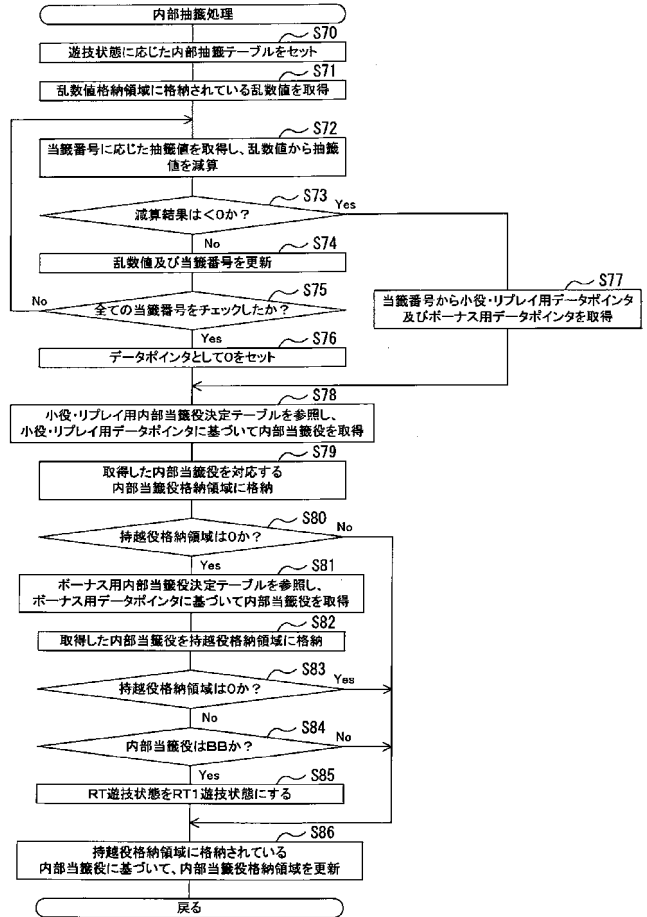 内部抽籤処理
S70
遊技状態に応じた内部抽籤テーブルをセット
S71
乱数値格納領域に格納されている乱数値を取得
S72
当籤番号に応じた抽籤値を取得し、乱数値から抽籤
値を減算
S73
減算結果は<0か?
Yes
No
S74
乱数値及び当籤番号を更新
S75
全ての当籤番号をチェックしたか?
No
Yes
S77
当籤番号から小役・リプレイ用データポインタ
及びボーナス用データポインタを取得
S76
データポインタとして0をセット
S78
小役・リプレイ用内部当籤役決定テーブルを参照し、
小役・リプレイ用データポインタに基づいて内部当籤役を取得
S79
取得した内部当籤役を対応する
内部当籤役格納領域に格納
S80
持越役格納領域は0か?
No
Yes
S81
ボーナス用内部当籤役決定テーブルを参照し、
ボーナス用データポインタに基づいて内部当籤役を取得
S82
取得した内部当籤役を持越役格納領域に格納
S83
持越役格納領域は0か?
Yes
No
S84
内部当籤役はBBか?
No
Yes
S85
RT遊技状態をRT1遊技状態にする
S86
持越役格納領域に格納されている
内部当籤役に基づいて、内部当籤役格納領域を更新
戻る